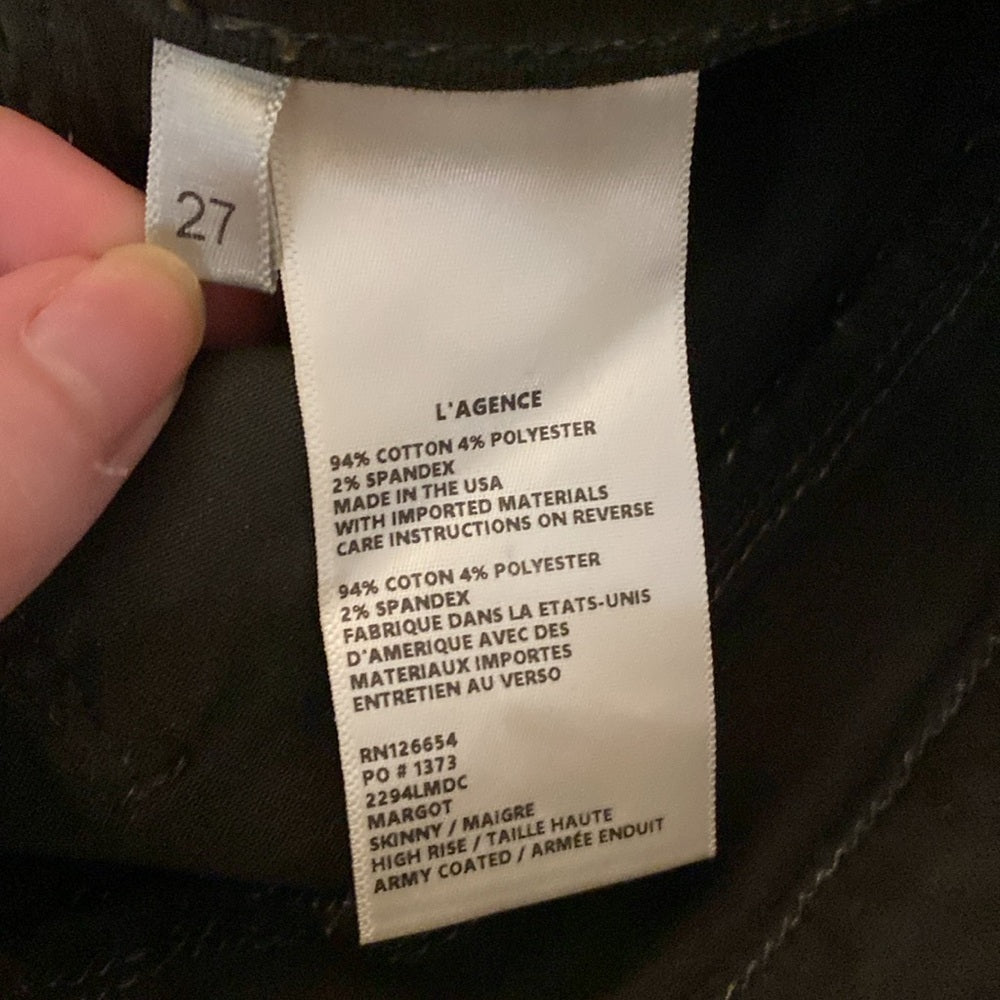 27
L'AGENCE
94% COTTON 4% POLYESTER
2% SPANDEX
MADE IN THE USA
WITH IMPORTED MATERIALS
CARE INSTRUCTIONS ON REVERSE
94% COTON 4% POLYESTER
2% SPANDEX
FABRIQUE DANS LA ETATS-UNIS
D'AMERIQUE AVEC DES
MATERIAUX IMPORTES
ENTRETIEN AU VERSO
RN126654
PO # 1373
2294LMDC
MARGOT
SKINNY / MAIGRE
HIGH RISE / TAILLE HAUTE
ARMY COATED / ARMÉE ENDUIT